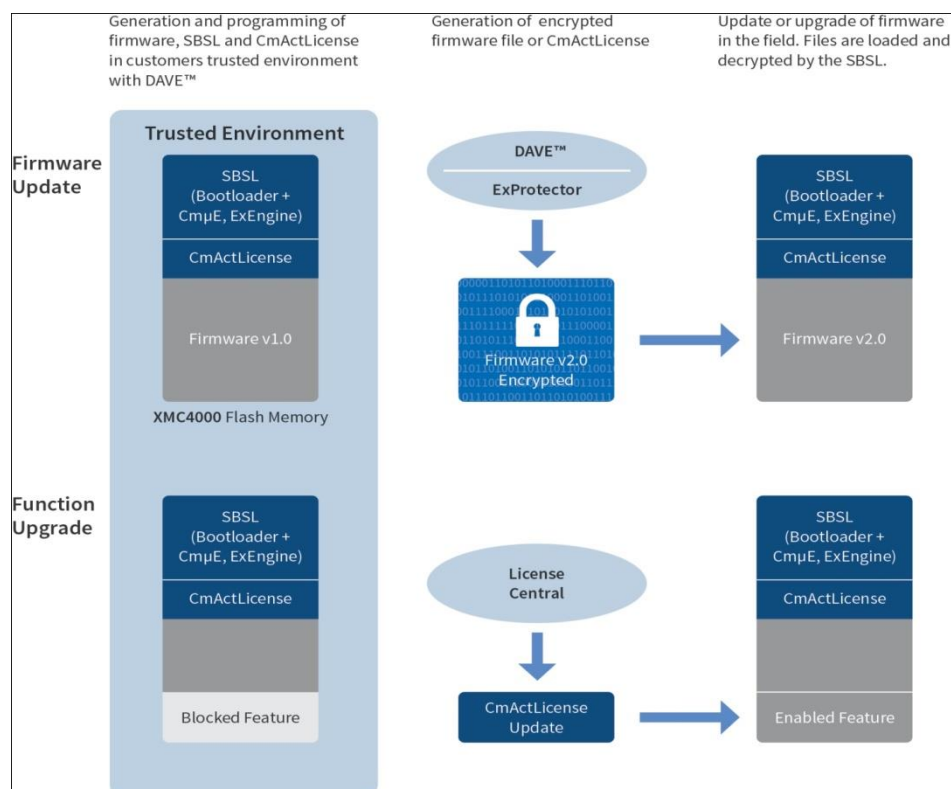 Generation and programming of
firmware, SBSL and CmActLicense
in customers trusted environment
with DAVE™
Generation of encrypted
firmware file or CmActLicense
Update or upgrade of firmware
in the field. Files are loaded and
decrypted by the SBSL.
Firmware
Update
Trusted Environment
SBSL
(Bootloader +
CmµE, ExEngine)
CmActLicense
Firmware v1.0
XMC4000 Flash Memory
DAVE™
ExProtector
Firmware v2.0
Encrypted
SBSL
(Bootloader +
CmµE, ExEngine)
CmActLicense
Firmware v2.0
Function
Upgrade
SBSL
(Bootloader +
CmµE, ExEngine)
CmActLicense
Blocked Feature
License
Central
CmActLicense
Update
SBSL
(Bootloader +
CmµE, ExEngine)
CmActLicense
Enabled Feature